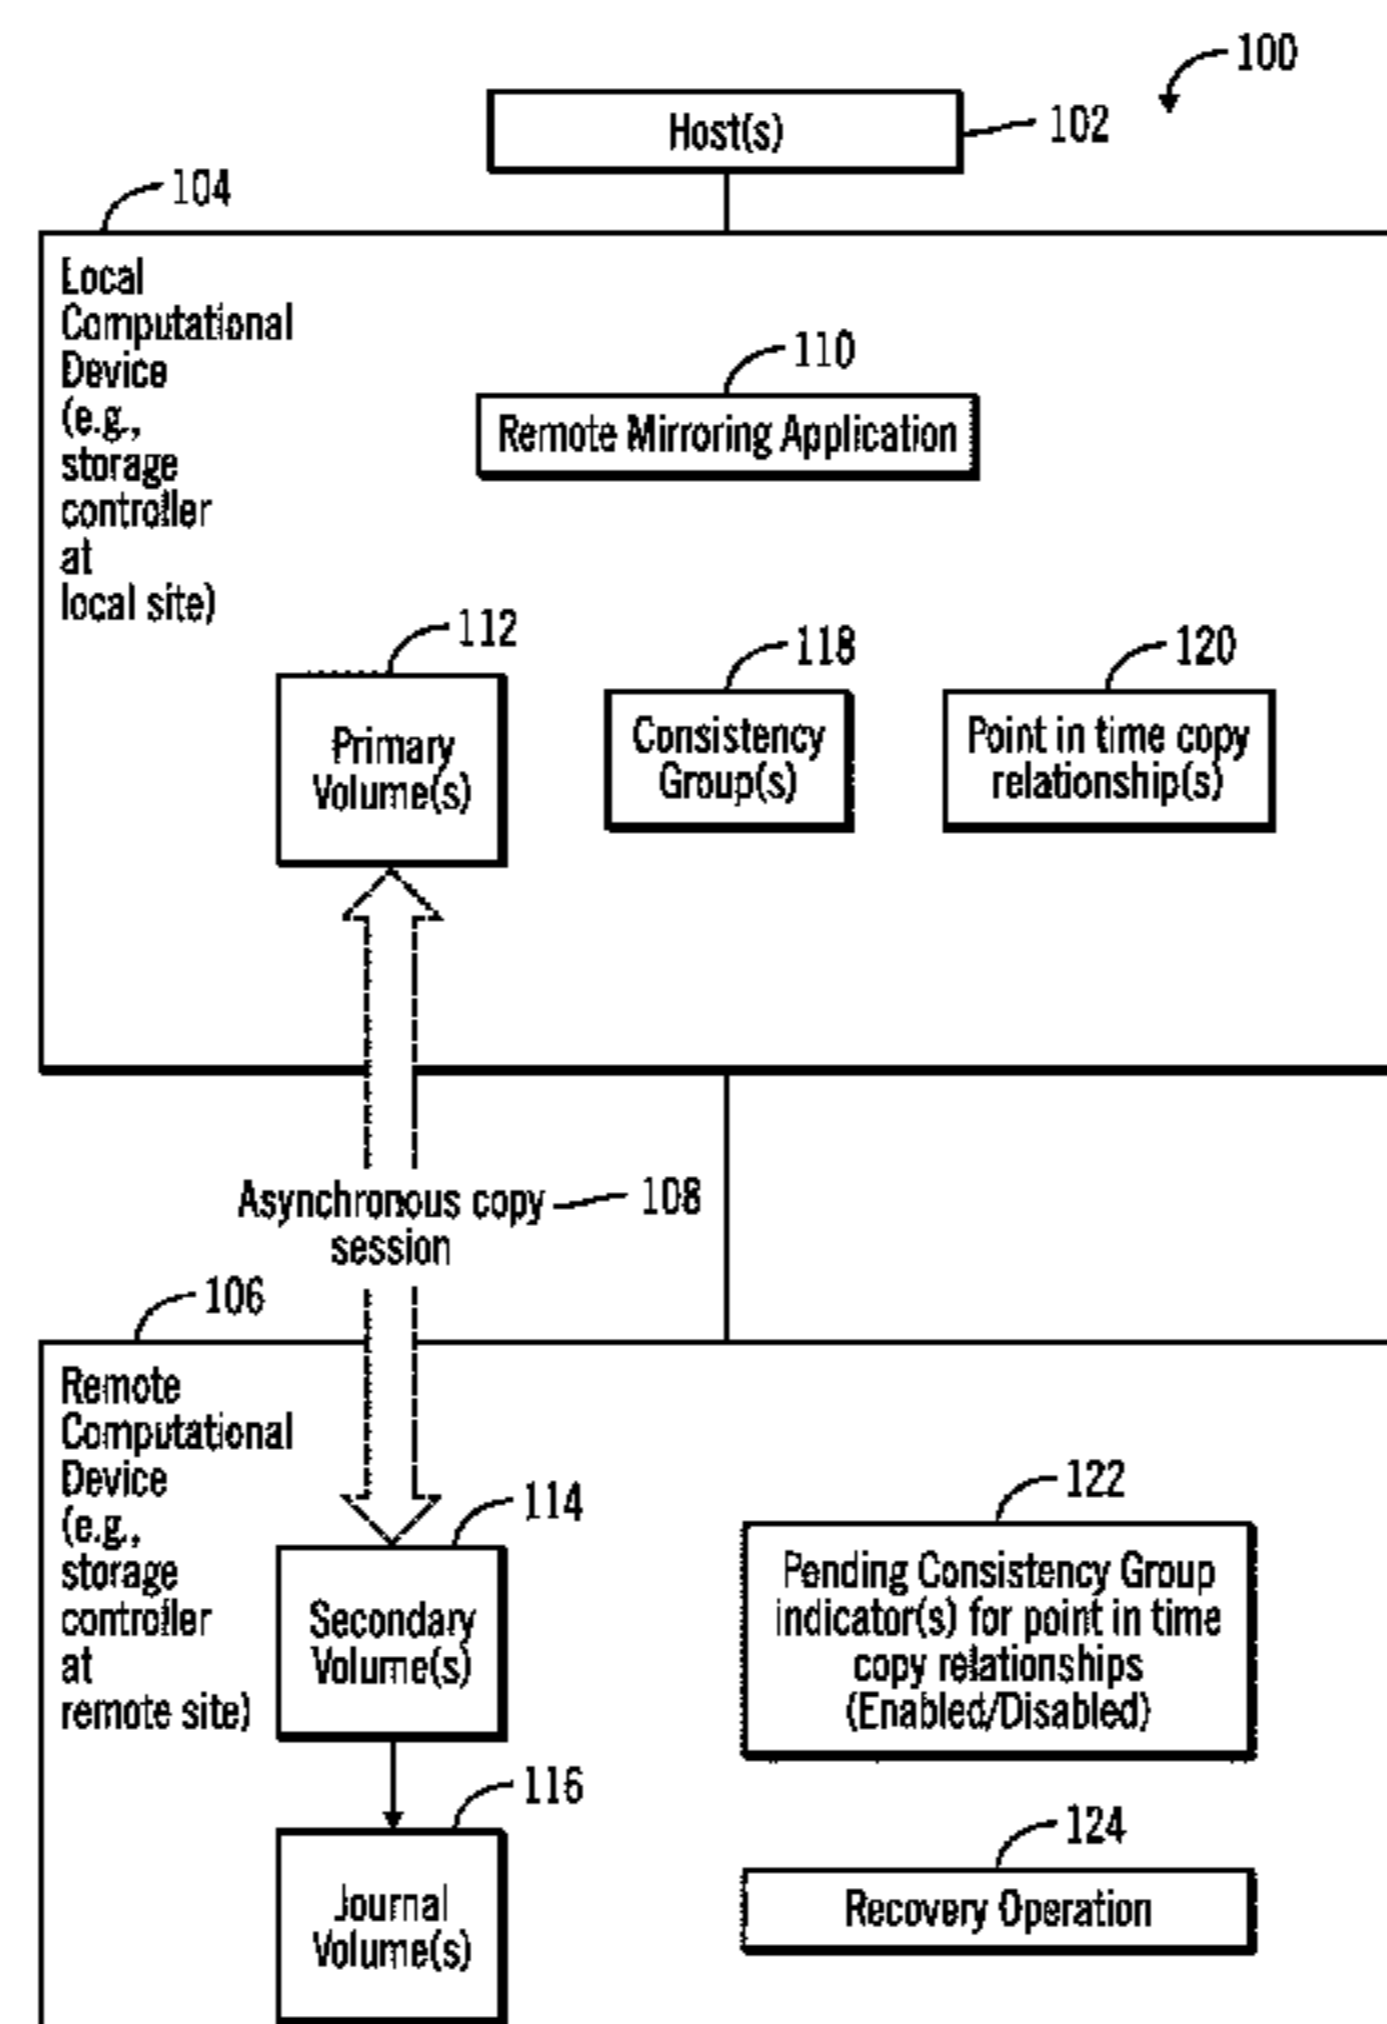 100
Host(s)
102
104
Local
Computational
Device
(e.g.,
storage
controller
at
local site)
110
Remote Mirroring Application
112
Primary
Volume(s)
118
Consistency
Group(s)
120
Point in time copy
relationship(s)
Asynchronous copy
session
108
106
Remote
Computational
Device
(e.g.,
storage
controller
at
remote site)
114
Secondary
Volume(s)
122
Pending Consistency Group
indicator(s) for point in time
copy relationships
(Enabled/Disabled)
116
Journal
Volume(s)
124
Recovery Operation